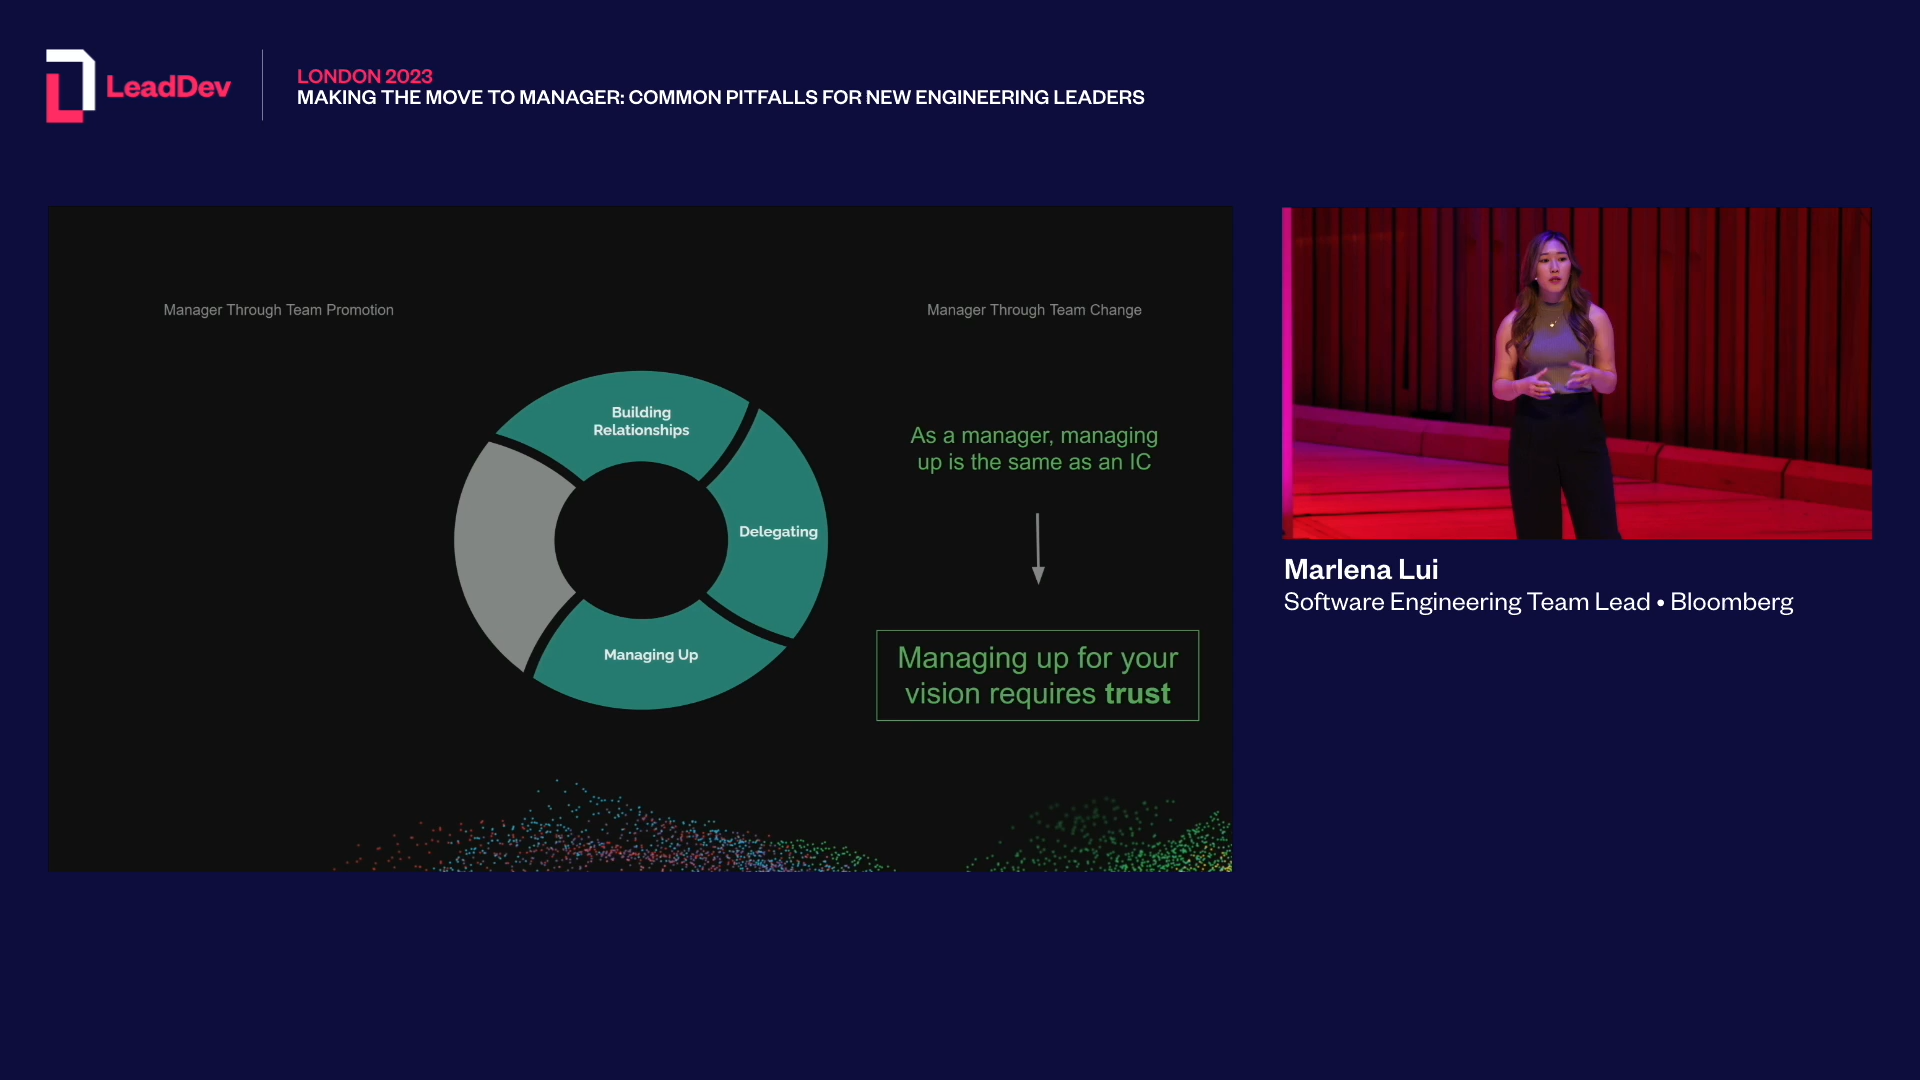 LeadDev
LONDON 2023
MAKING THE MOVE TO MANAGER: COMMON PITFALLS FOR NEW ENGINEERING LEADERS
Manager Through Team Promotion
Manager Through Team Change
Building
Relationships
Delegating
Managing Up
As a manager, managing
up is the same as an IC
Managing up for your
vision requires trust
Marlena Lui
Software Engineering Team Lead • Bloomberg